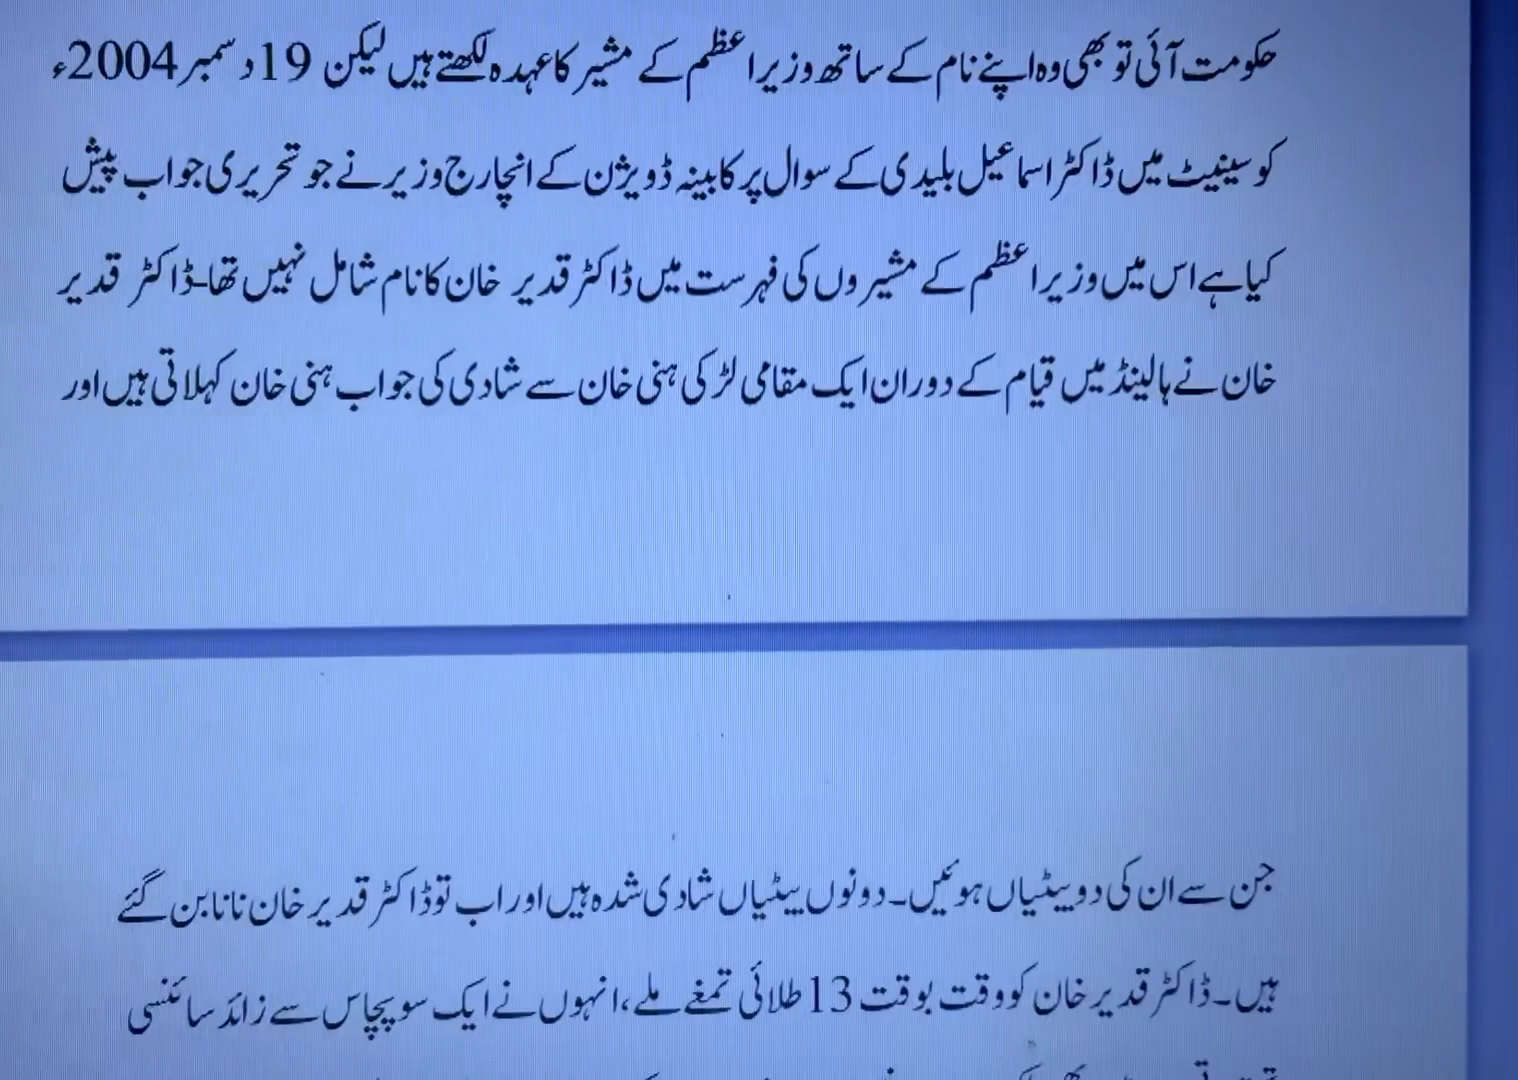 حکومت آئی تو بھی وہ اپنے نام کے ساتھ وزیر اعظم کے مشیر کا عہدہ لکھتے ہیں لیکن 19 دسمبر 2004ء
کو سینیٹ میں ڈاکٹر اسماعیل بلیدی کے سوال پر کابینہ ڈویژن کے انچارج وزیر نے جو تحریری جواب پیش
کیا ہے اس میں وزیر اعظم کے مشیروں کی فہرست میں ڈاکٹر قدیر خان کا نام شامل نہیں تھا-ڈاکٹر قدیر
خان نے ہالینڈ میں قیام کے دوران ایک مقامی لڑکی ہنی خان سے شادی کی جو اب ہنی خان کہلاتی ہیں اور
جن سے ان کی دو بیٹیاں ہوئیں۔ دونوں بیٹیاں شادی شدہ ہیں اور اب تو ڈاکٹر قدیر خان نانا بن گئے
ہیں۔ ڈاکٹر قدیر خان کو وقت بوقت 13 طلائی تمغے ملے، انہوں نے ایک سو پچاس سے زائد سائنسی